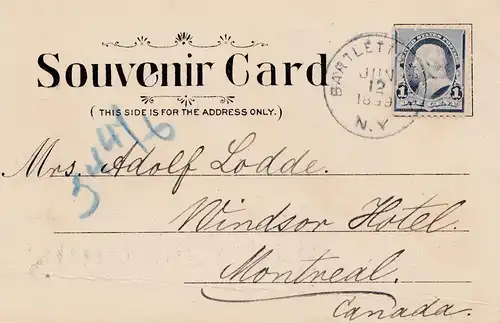 Souvenir Card
( THIS SIDE IS FOR THE ADDRESS ONLY. )
BARTLETT
JUN
12
1899
N.Y.
1 1
Mrs. Adolf Lodde.
Windsor Hotel.
Montreal.
Canada.